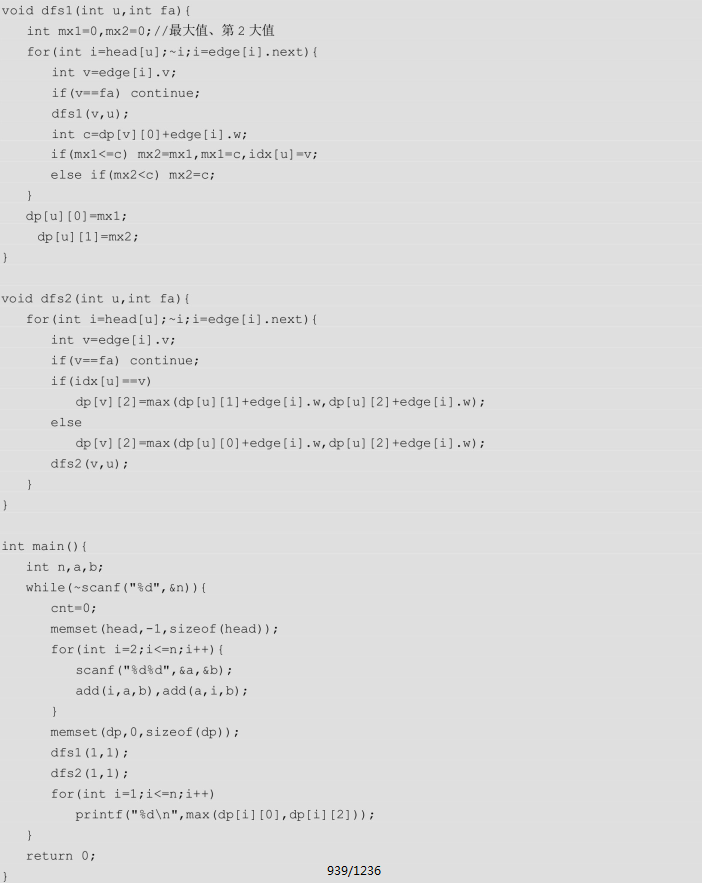 void dfs1(int u,int fa){
int mx1=0,mx2=0;//最大值、第 2 大值
for(int i=head[u];~i;i=edge[i].next){
int v=edge[i].v;
if(v==fa) continue;
dfs1(v,u);
int c=dp[v][0]+edge[i].w;
if(mx1<=c) mx2=mx1,mx1=c,idx[u]=v;
else if(mx2<c) mx2=c;
}
dp[u][0]=mx1;
dp[u][1]=mx2;
}
void dfs2(int u,int fa){
for(int i=head[u];~i;i=edge[i].next){
int v=edge[i].v;
if(v==fa) continue;
if(idx[u]==v)
dp[v][2]=max(dp[u][1]+edge[i].w,dp[u][2]+edge[i].w);
else
dp[v][2]=max(dp[u][0]+edge[i].w,dp[u][2]+edge[i].w);
dfs2(v,u);
}
}
int main(){
int n,a,b;
while(~scanf("%d",&n)){
cnt=0;
memset(head,-1,sizeof(head));
for(int i=2;i<=n;i++){
scanf("%d%d",&a,&b);
add(i,a,b),add(a,i,b);
}
memset(dp,0,sizeof(dp));
dfs1(1,1);
dfs2(1,1);
for(int i=1;i<=n;i++)
printf("%d\n",max(dp[i][0],dp[i][2]));
}
return 0;
}
939/1236